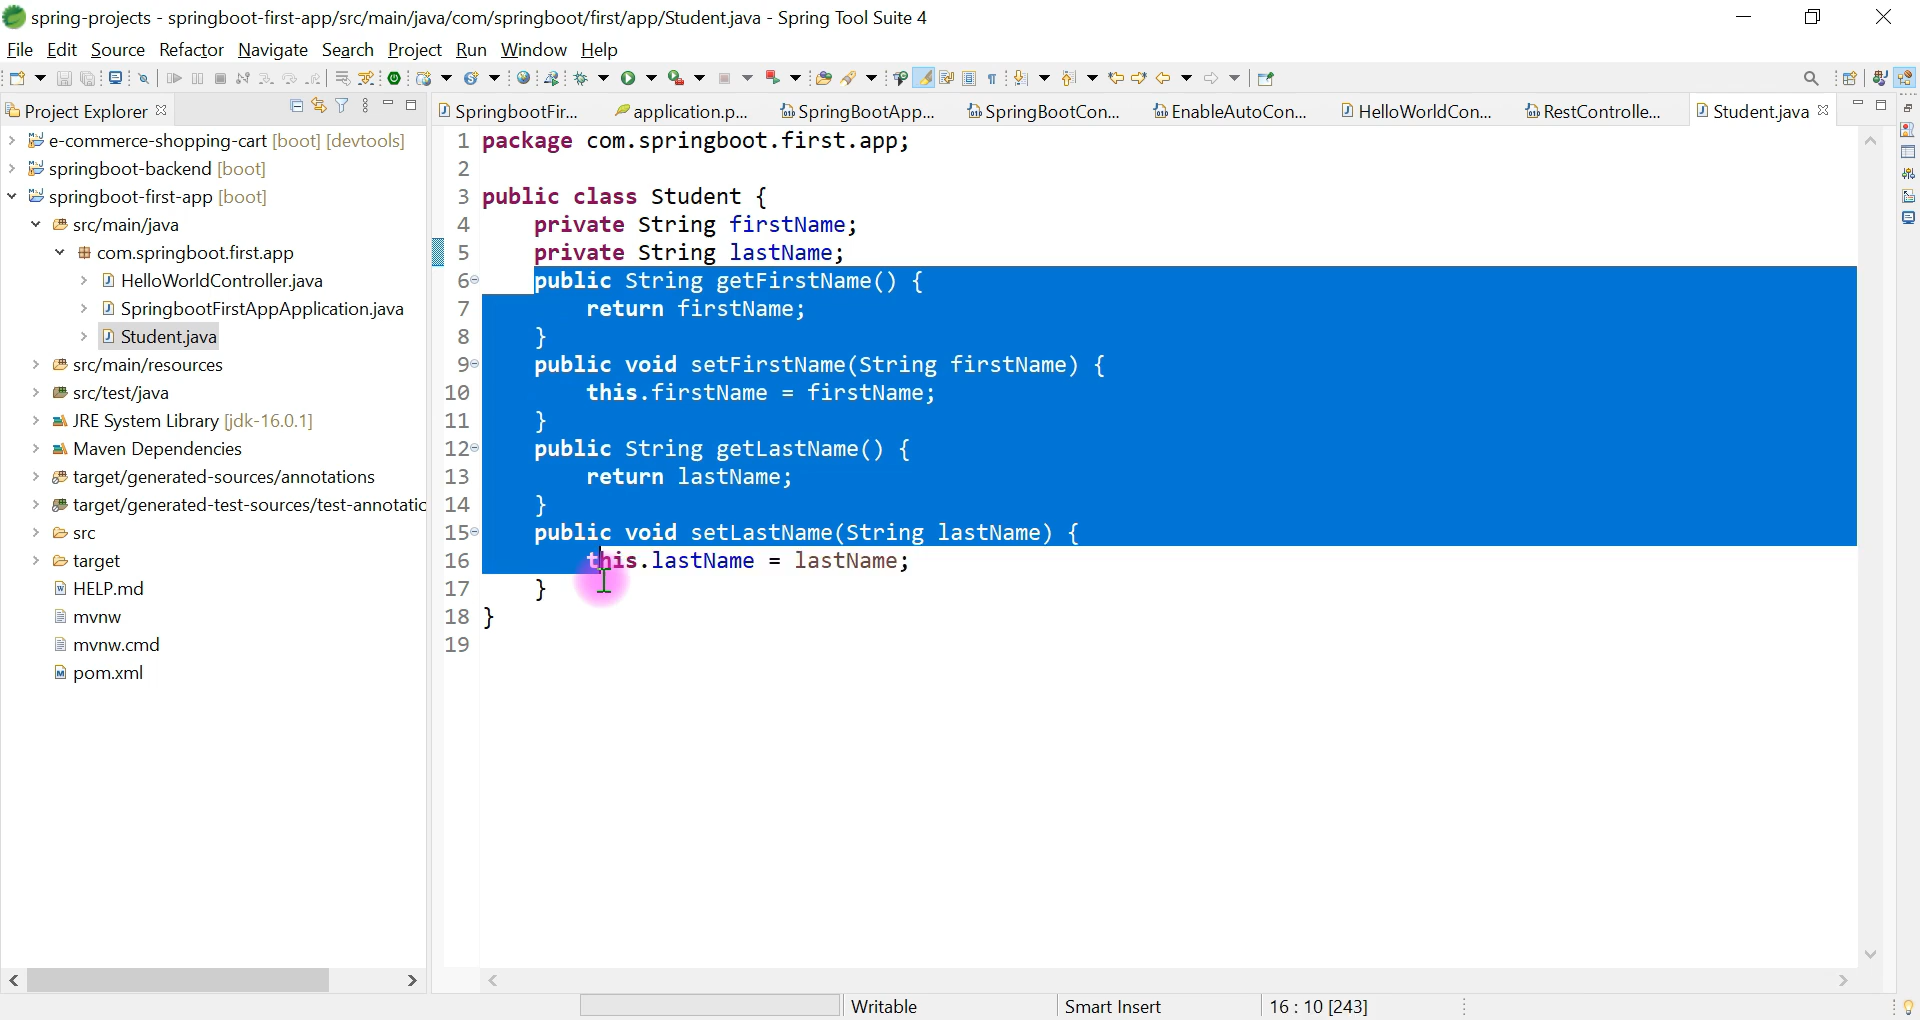 spring-projects - springboot-first-app/src/main/java/com/springboot/first/app/Student.java - Spring Tool Suite 4
File Edit Source Refactor Navigate Search Project Run Window Help
Project Explorer
SpringbootFir...
application.p...
SpringBootApp...
SpringBootCon...
EnableAutoCon...
HelloWorldCon...
RestControlle...
Student.java
e-commerce-shopping-cart [boot] [devtools]
springboot-backend [boot]
springboot-first-app [boot]
src/main/java
com.springboot.first.app
HelloWorldController.java
SpringbootFirstAppApplication.java
Student.java
src/main/resources
src/test/java
JRE System Library [jdk-16.0.1]
Maven Dependencies
target/generated-sources/annotations
target/generated-test-sources/test-annotatic
src
target
HELP.md
mvnw
mvnw.cmd
pom.xml
1 package com.springboot.first.app;
2
3 public class Student {
4 private String firstName;
5 private String lastName;
6 public String getFirstName() {
7 return firstName;
8 }
9 public void setFirstName(String firstName) {
10 this.firstName = firstName;
11 }
12 public String getLastName() {
13 return lastName;
14 }
15 public void setLastName(String lastName) {
16 this.lastName = lastName;
17 }
18 }
19
Writable
Smart Insert
16 : 10 [243]